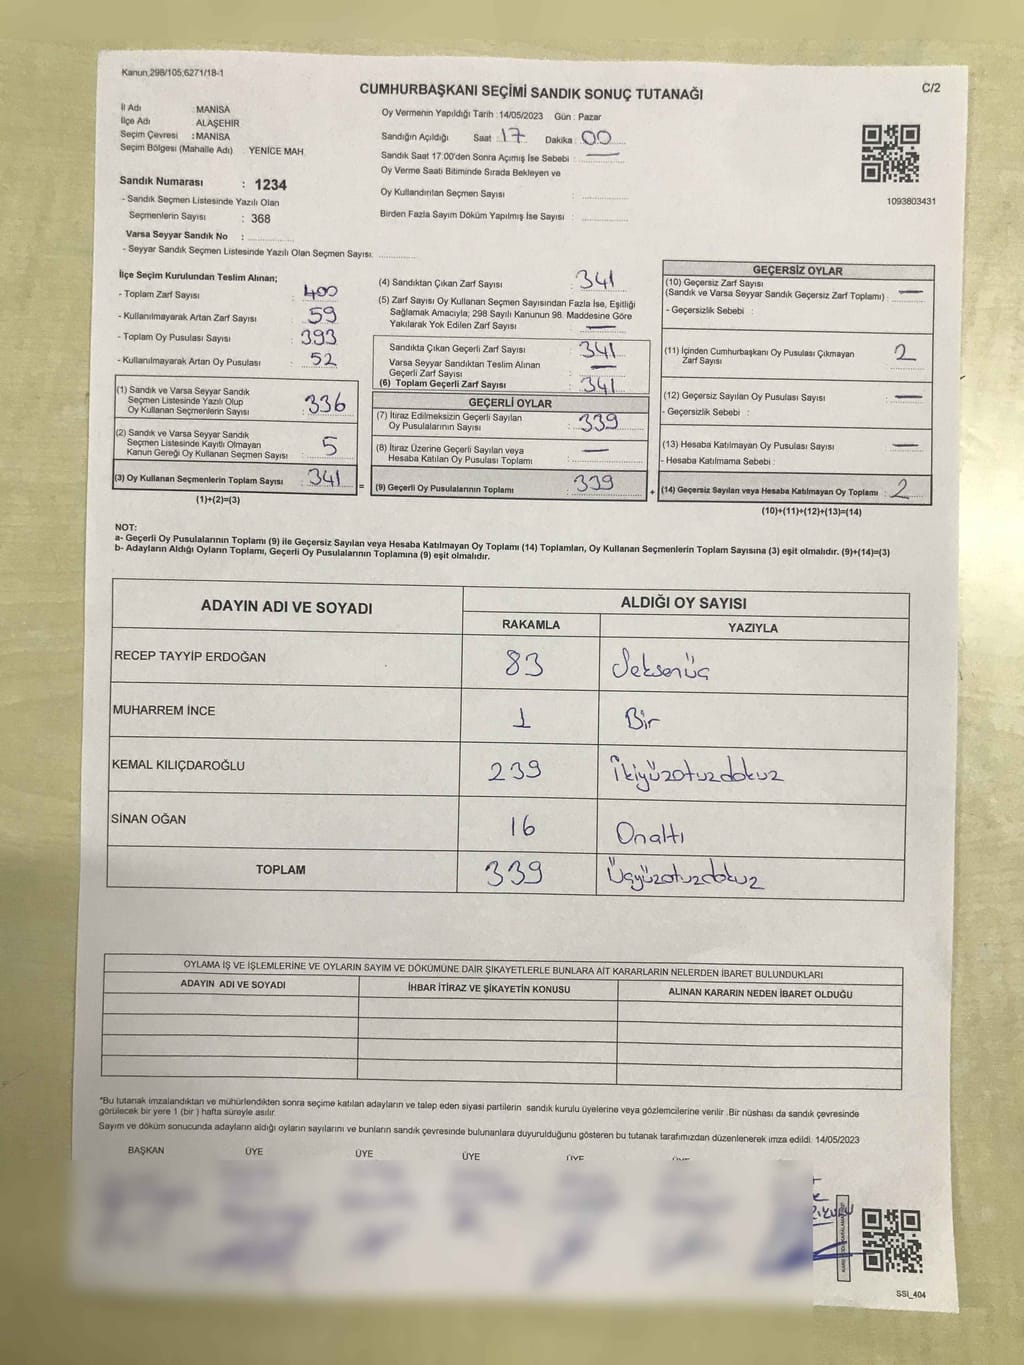 Kanun,298/105,6271/18-1
C/2
CUMHURBAŞKANI SEÇİMİ SANDIK SONUÇ TUTANAĞI
İl Adı : MANİSA
İlçe Adı : ALAŞEHİR
Seçim Çevresi : MANİSA
Seçim Bölgesi (Mahalle Adı) : YENİCE MAH.
Sandık Numarası : 1234
- Sandık Seçmen Listesinde Yazılı Olan
Seçmenlerin Sayısı : 368
Varsa Seyyar Sandık No :
- Seyyar Sandık Seçmen Listesinde Yazılı Olan Seçmen Sayısı:
Oy Vermenin Yapıldığı Tarih : 14/05/2023 Gün : Pazar
Sandığın Açıldığı Saat : 17 Dakika : 00
Sandık Saat 17:00'den Sonra Açımış İse Sebebi : —
Oy Verme Saati Bitiminde Sırada Bekleyen ve
Oy Kullandırılan Seçmen Sayısı :
Birden Fazla Sayım Döküm Yapılmış İse Sayısı :
1093803431
İlçe Seçim Kurulundan Teslim Alınan;
- Toplam Zarf Sayısı : 400
- Kullanılmayarak Artan Zarf Sayısı : 59
- Toplam Oy Pusulası Sayısı : 393
- Kullanılmayarak Artan Oy Pusulası : 52
(1) Sandık ve Varsa Seyyar Sandık
Seçmen Listesinde Yazılı Olup
Oy Kullanan Seçmenlerin Sayısı : 336
(2) Sandık ve Varsa Seyyar Sandık
Seçmen Listesinde Kayıtlı Olmayan
Kanun Gereği Oy Kullanan Seçmen Sayısı : 5
(3) Oy Kullanan Seçmenlerin Toplam Sayısı : 341
(1)+(2)=(3)
=
(4) Sandıktan Çıkan Zarf Sayısı : 341
(5) Zarf Sayısı Oy Kullanan Seçmen Sayısından Fazla İse, Eşitliği
Sağlamak Amacıyla; 298 Sayılı Kanunun 98. Maddesine Göre
Yakılarak Yok Edilen Zarf Sayısı : —
Sandıkta Çıkan Geçerli Zarf Sayısı : 341
Varsa Seyyar Sandıktan Teslim Alınan
Geçerli Zarf Sayısı : —
(6) Toplam Geçerli Zarf Sayısı : 341
GEÇERLİ OYLAR
(7) İtiraz Edilmeksizin Geçerli Sayılan
Oy Pusulalarının Sayısı : 339
(8) İtiraz Üzerine Geçerli Sayılan veya
Hesaba Katılan Oy Pusulası Toplamı : —
(9) Geçerli Oy Pusulalarının Toplamı : 339
+
GEÇERSİZ OYLAR
(10) Geçersiz Zarf Sayısı
(Sandık ve Varsa Seyyar Sandık Geçersiz Zarf Toplamı) : —
- Geçersizlik Sebebi :
(11) İçinden Cumhurbaşkanı Oy Pusulası Çıkmayan
Zarf Sayısı : 2
(12) Geçersiz Sayılan Oy Pusulası Sayısı : —
- Geçersizlik Sebebi :
(13) Hesaba Katılmayan Oy Pusulası Sayısı : —
- Hesaba Katılmama Sebebi :
(14) Geçersiz Sayılan veya Hesaba Katılmayan Oy Toplamı : 2
(10)+(11)+(12)+(13)=(14)
NOT:
a- Geçerli Oy Pusulalarının Toplamı (9) ile Geçersiz Sayılan veya Hesaba Katılmayan Oy Toplamı (14) Toplamları, Oy Kullanan Seçmenlerin Toplam Sayısına (3) eşit olmalıdır. (9)+(14)=(3)
b- Adayların Aldığı Oyların Toplamı, Geçerli Oy Pusulalarının Toplamına (9) eşit olmalıdır.
ADAYIN ADI VE SOYADI
ALDIĞI OY SAYISI
RAKAMLA YAZIYLA
RECEP TAYYİP ERDOĞAN 83 Seksenüç
MUHARREM İNCE 1 Bir
KEMAL KILIÇDAROĞLU 239 İkiyüzotuzdokuz
SİNAN OĞAN 16 Onaltı
TOPLAM 339 Üçyüzotuzdokuz
OYLAMA İŞ VE İŞLEMLERİNE VE OYLARIN SAYIM VE DÖKÜMÜNE DAİR ŞİKAYETLERLE BUNLARA AİT KARARLARIN NELERDEN İBARET BULUNDUKLARI
ADAYIN ADI VE SOYADI İHBAR İTİRAZ VE ŞİKAYETİN KONUSU ALINAN KARARIN NEDEN İBARET OLDUĞU
*Bu tutanak imzalandıktan ve mühürlendikten sonra seçime katılan adayların ve talep eden siyasi partilerin sandık kurulu üyelerine veya gözlemcilerine verilir .Bir nüshası da sandık çevresinde
görülecek bir yere 1 (bir ) hafta süreyle asılır.
Sayım ve döküm sonucunda adayların aldığı oyların sayılarını ve bunların sandık çevresinde bulunanlara duyurulduğunu gösteren bu tutanak tarafımızdan düzenlenerek imza edildi. 14/05/2023
BAŞKAN ÜYE ÜYE ÜYE ÜYE
SSI_404